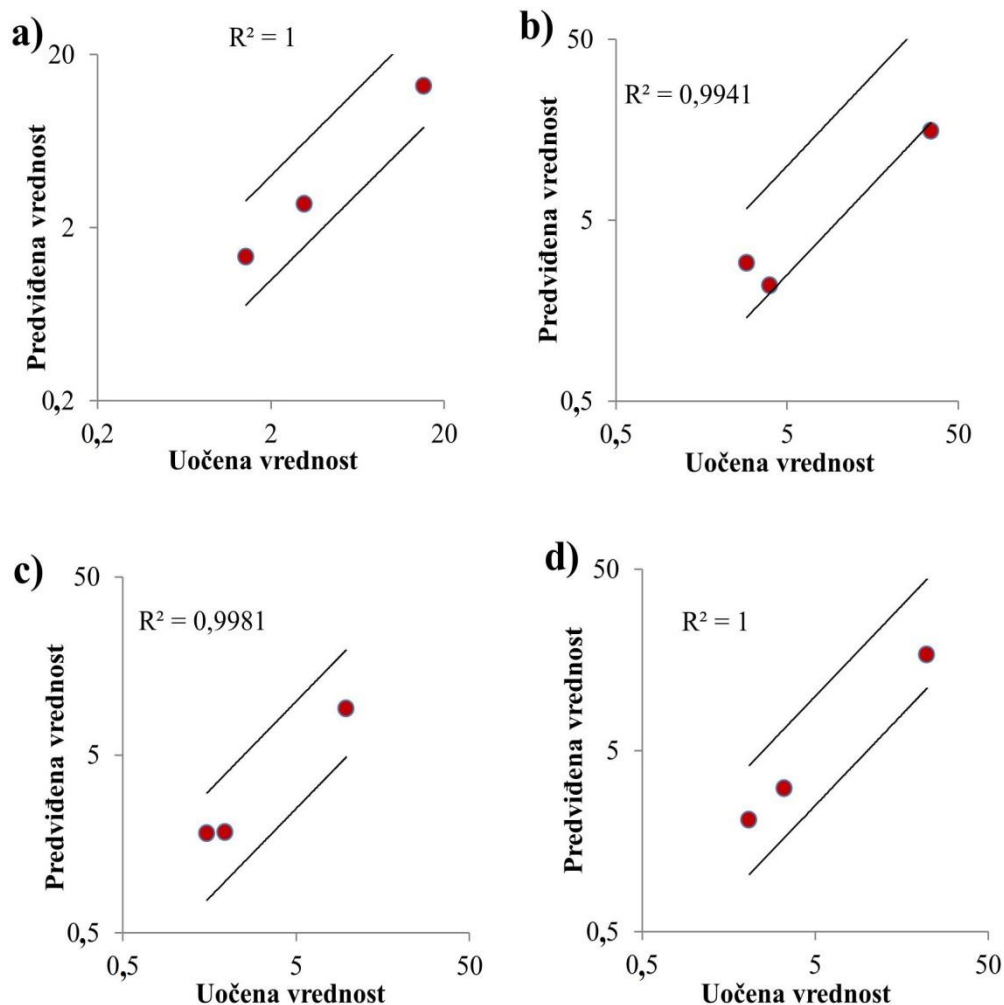 a)
R² = 1
20
2
0,2
0,2
2
20
Predviđena vrednost
Uočena vrednost
b)
R² = 0,9941
50
5
0,5
0,5
5
50
Predviđena vrednost
Uočena vrednost
c)
R² = 0,9981
50
5
0,5
0,5
5
50
Predviđena vrednost
Uočena vrednost
d)
R² = 1
50
5
0,5
0,5
5
50
Predviđena vrednost
Uočena vrednost